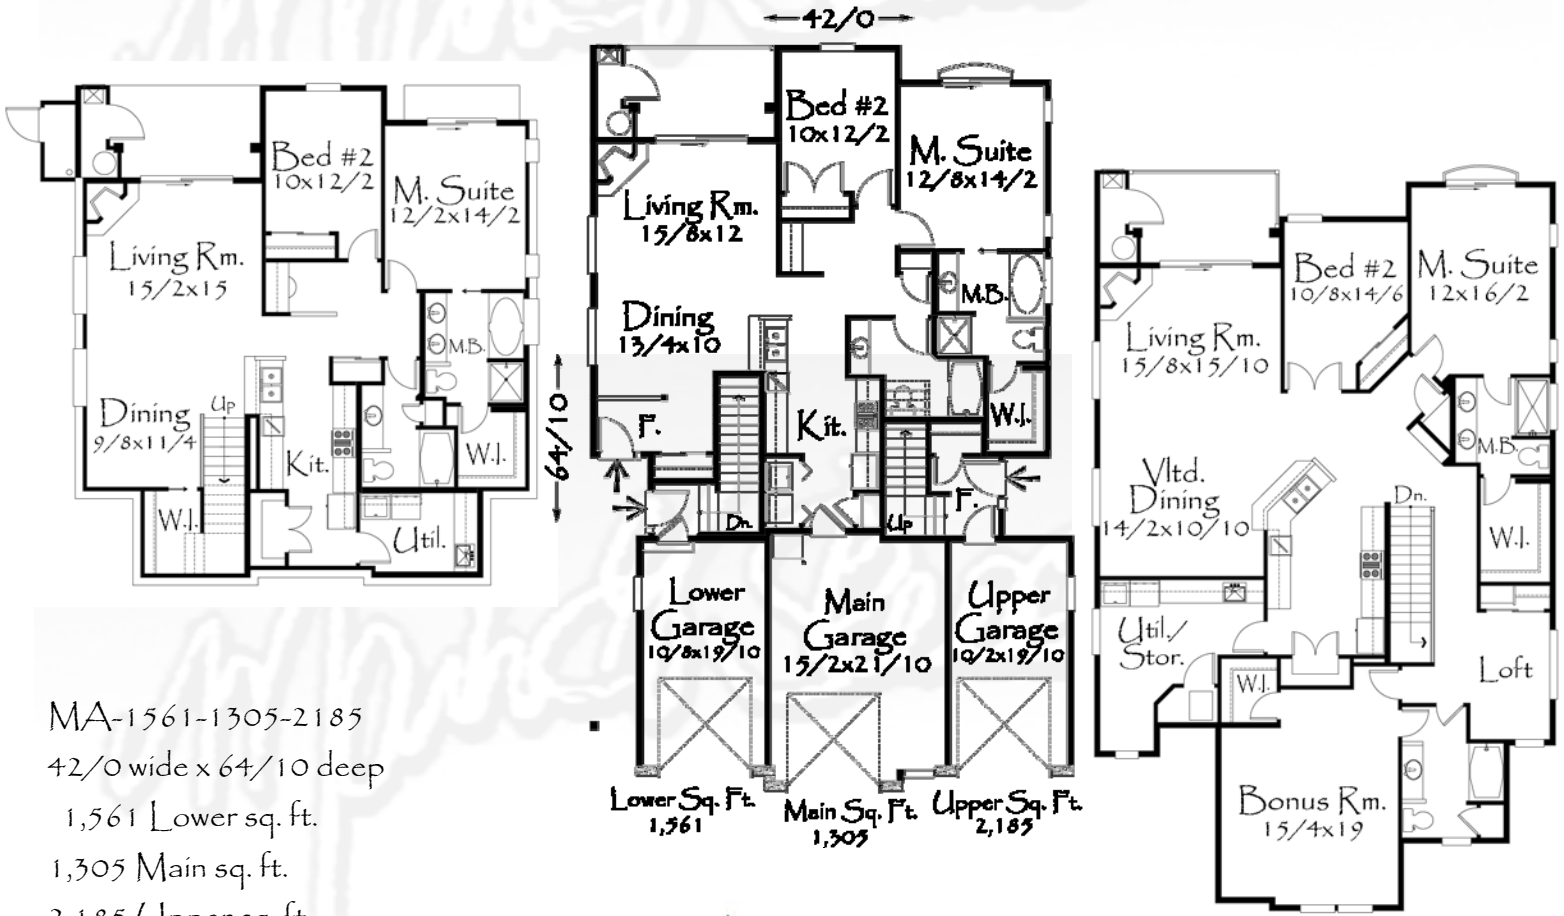 42/0
Bed #2
10x12/2
M. Suite
12/2x14/2
Living Rm.
15/2x15
M.B.
Dining
9/8x11/4
Up
Kit.
W.I.
W.I.
Util.
64/10
Bed #2
10x12/2
M. Suite
12/8x14/2
Living Rm.
15/8x12
M.B.
Dining
13/4x10
F.
Kit.
W.I.
Dn.
Up
F.
Lower
Garage
10/8x19/10
Main
Garage
15/2x21/10
Upper
Garage
10/2x19/10
Lower Sq. Ft.
1,561
Main Sq. Ft.
1,305
Upper Sq. Ft.
2,185
Bed #2
10/8x14/6
M. Suite
12x16/2
Living Rm.
15/8x15/10
M.B.
Vltd.
Dining
14/2x10/10
Dn.
W.I.
Util./
Stor.
W.I.
Loft
Bonus Rm.
15/4x19
MA-1561-1305-2185
42/0 wide x 64/10 deep
1,561 Lower sq. ft.
1,305 Main sq. ft.
2,185 Upper sq. ft.